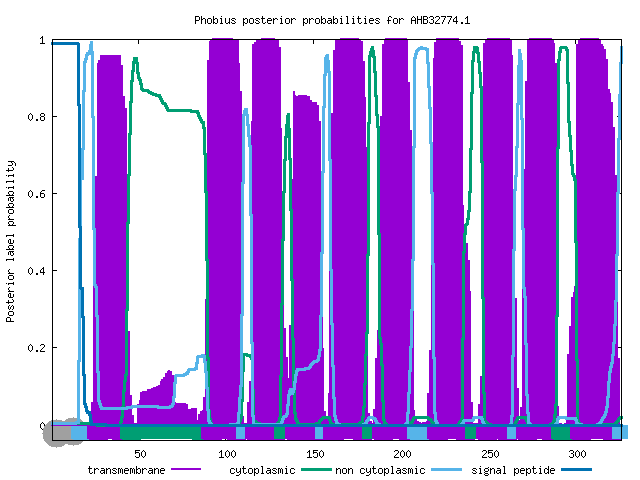 Phobius posterior probabilities for AHB32774.1
Posterior label probability
1
0.8
0.6
0.4
0.2
0
50 100 150 200 250 300
transmembrane cytoplasmic non cytoplasmic signal peptide